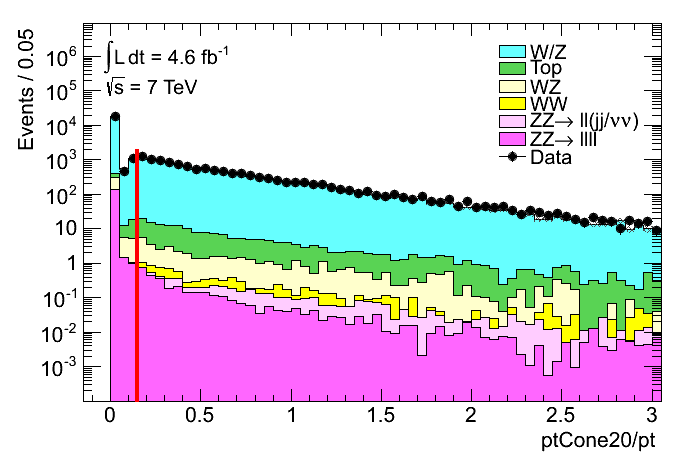 Events / 0.05
∫L dt = 4.6 fb⁻¹
√s = 7 TeV
W/Z
Top
WZ
WW
ZZ→ ll(jj/νν)
ZZ→ llll
Data
10⁶
10⁵
10⁴
10³
10²
10
1
10⁻¹
10⁻²
10⁻³
0 0.5 1 1.5 2 2.5 3
ptCone20/pt